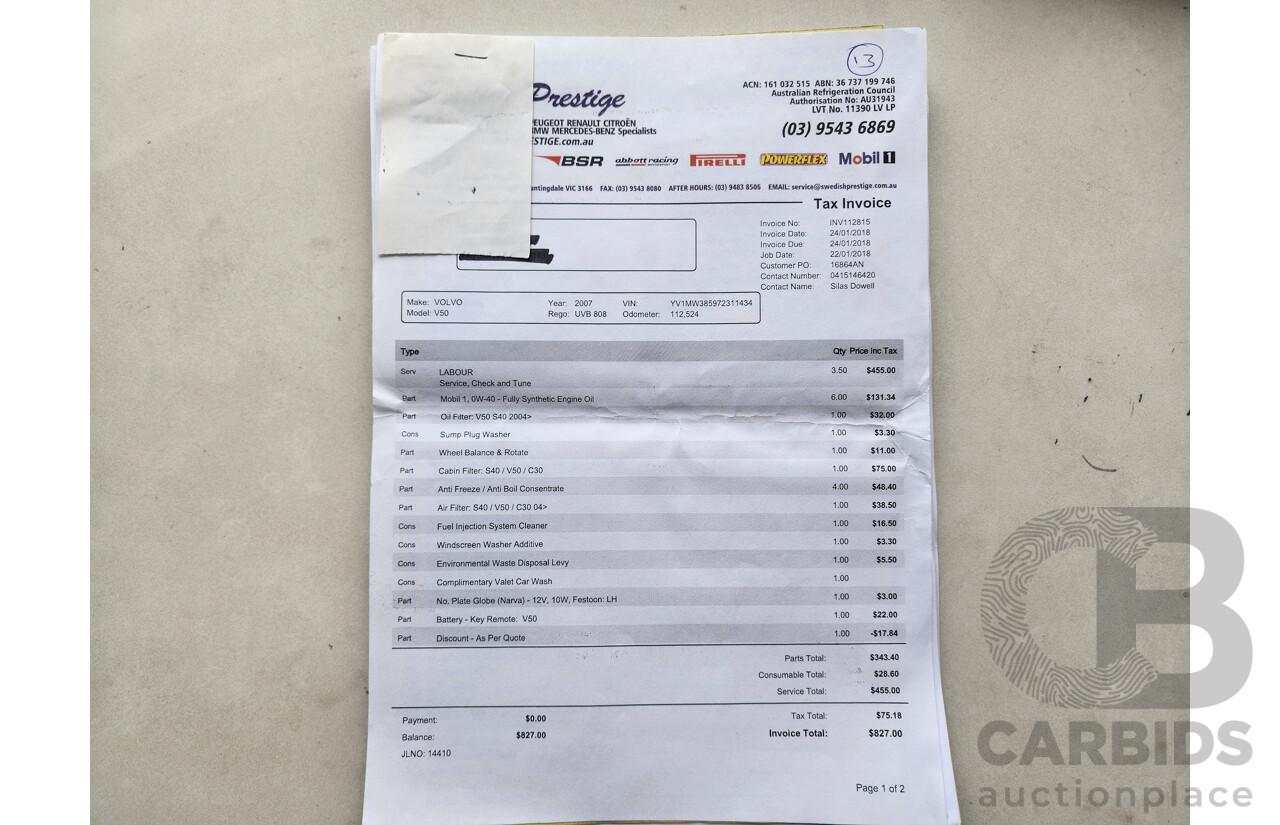 13
ACN: 161 032 515 ABN: 36 737 199 746
Australian Refrigeration Council
Authorisation No: AU31943
LVT No. 11390 LV LP
Prestige
(03) 9543 6869
PEUGEOT RENAULT CITROËN
BMW MERCEDES-BENZ Specialists
ESTIGE.com.au
BSR abbott racing PIRELLI POWERFLEX Mobil 1
untingdale VIC 3166 FAX: (03) 9543 8080 AFTER HOURS: (03) 9483 8506 EMAIL: service@swedishprestige.com.au
Tax Invoice
Invoice No: INV112815
Invoice Date: 24/01/2018
Invoice Due: 24/01/2018
Job Date: 22/01/2018
Customer PO: 16864AN
Contact Number: 0415146420
Contact Name: Silas Dowell
Make: VOLVO Year: 2007 VIN: YV1MW385972311434
Model: V50 Rego: UVB 808 Odometer: 112,524
Type Qty Price inc Tax
Serv LABOUR 3.50 $455.00
Service, Check and Tune
Part Mobil 1, 0W-40 - Fully Synthetic Engine Oil 6.00 $131.34
Part Oil Filter: V50 S40 2004> 1.00 $32.00
Cons Sump Plug Washer 1.00 $3.30
Part Wheel Balance & Rotate 1.00 $11.00
Part Cabin Filter: S40 / V50 / C30 1.00 $75.00
Part Anti Freeze / Anti Boil Consentrate 4.00 $48.40
Part Air Filter: S40 / V50 / C30 04> 1.00 $38.50
Cons Fuel Injection System Cleaner 1.00 $16.50
Cons Windscreen Washer Additive 1.00 $3.30
Cons Environmental Waste Disposal Levy 1.00 $5.50
Cons Complimentary Valet Car Wash 1.00
Part No. Plate Globe (Narva) - 12V, 10W, Festoon: LH 1.00 $3.00
Part Battery - Key Remote: V50 1.00 $22.00
Part Discount - As Per Quote 1.00 -$17.84
Parts Total: $343.40
Consumable Total: $28.60
Service Total: $455.00
Payment: $0.00 Tax Total: $75.18
Balance: $827.00 Invoice Total: $827.00
JLNO: 14410
Page 1 of 2
CB
CARBIDS
auctionplace